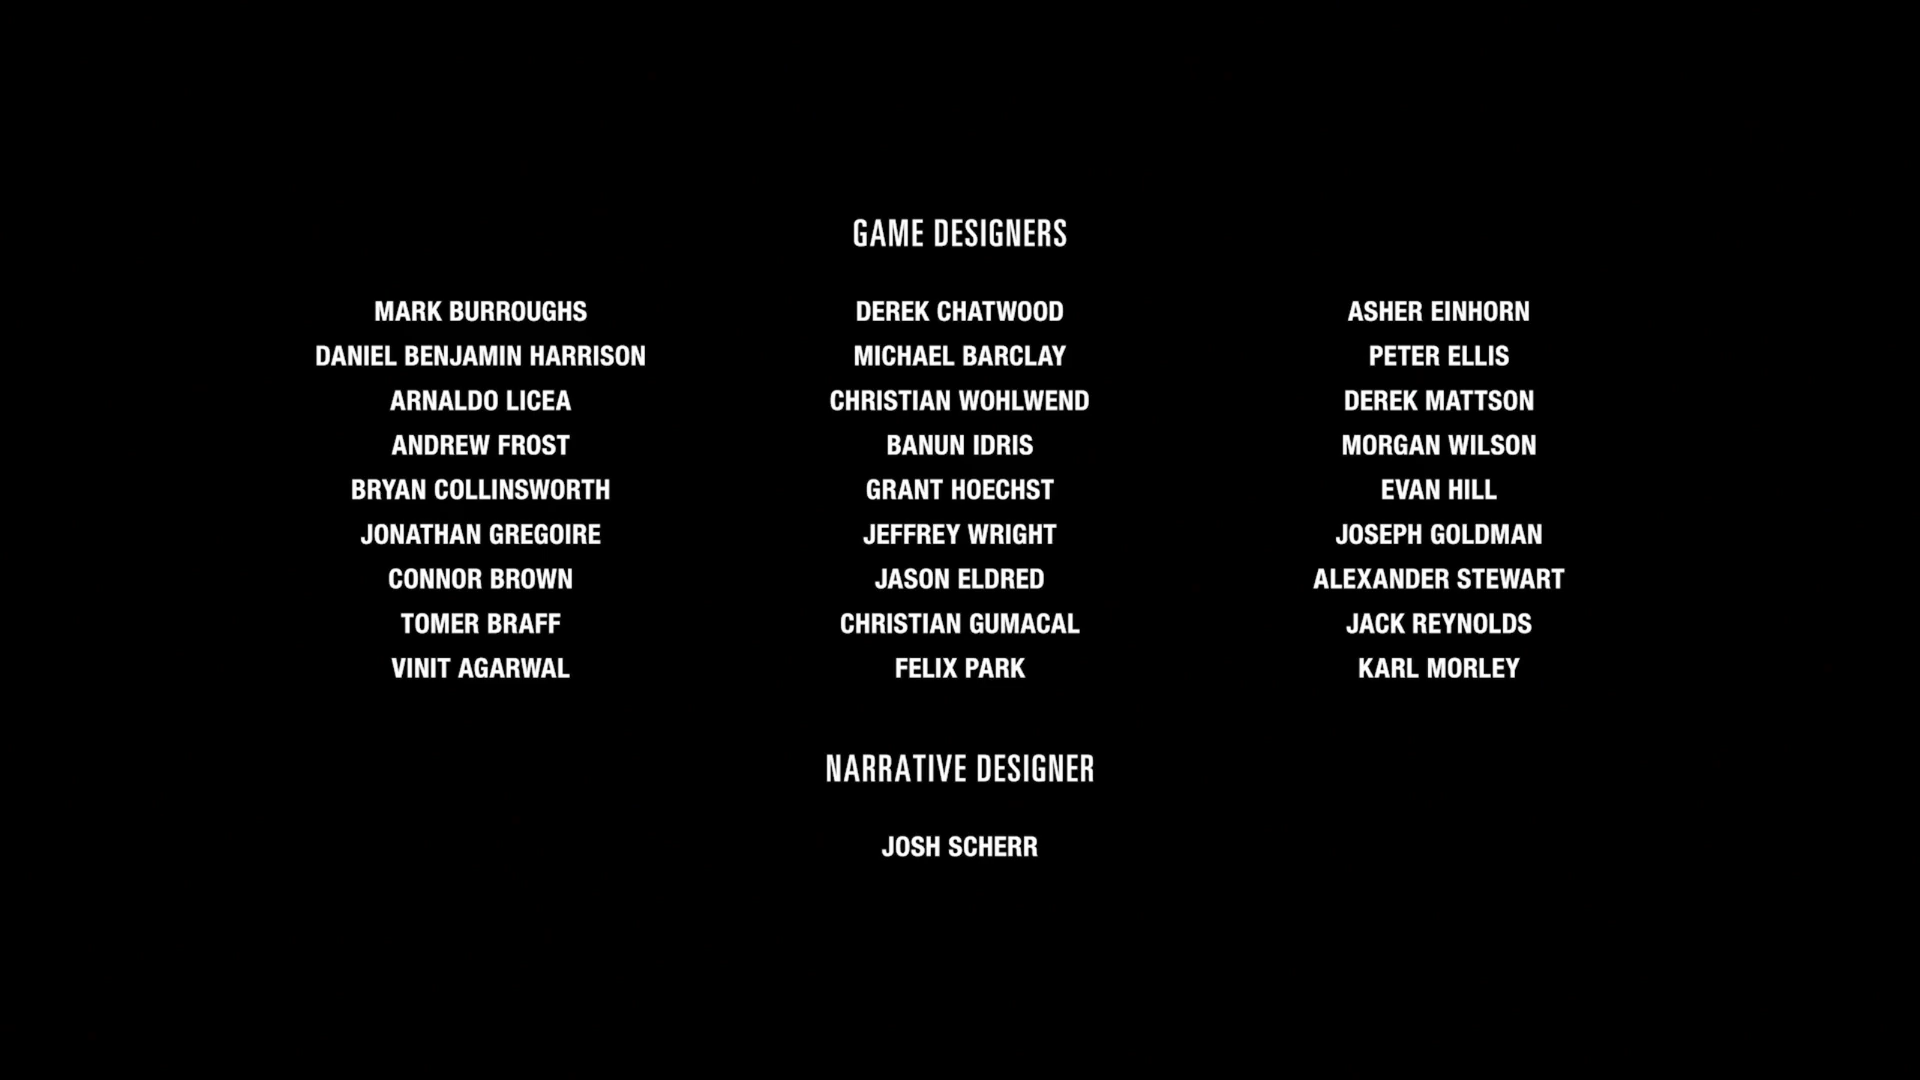 GAME DESIGNERS
MARK BURROUGHS
DEREK CHATWOOD
ASHER EINHORN
DANIEL BENJAMIN HARRISON
MICHAEL BARCLAY
PETER ELLIS
ARNALDO LICEA
CHRISTIAN WOHLWEND
DEREK MATTSON
ANDREW FROST
BANUN IDRIS
MORGAN WILSON
BRYAN COLLINSWORTH
GRANT HOECHST
EVAN HILL
JONATHAN GREGOIRE
JEFFREY WRIGHT
JOSEPH GOLDMAN
CONNOR BROWN
JASON ELDRED
ALEXANDER STEWART
TOMER BRAFF
CHRISTIAN GUMACAL
JACK REYNOLDS
VINIT AGARWAL
FELIX PARK
KARL MORLEY
NARRATIVE DESIGNER
JOSH SCHERR